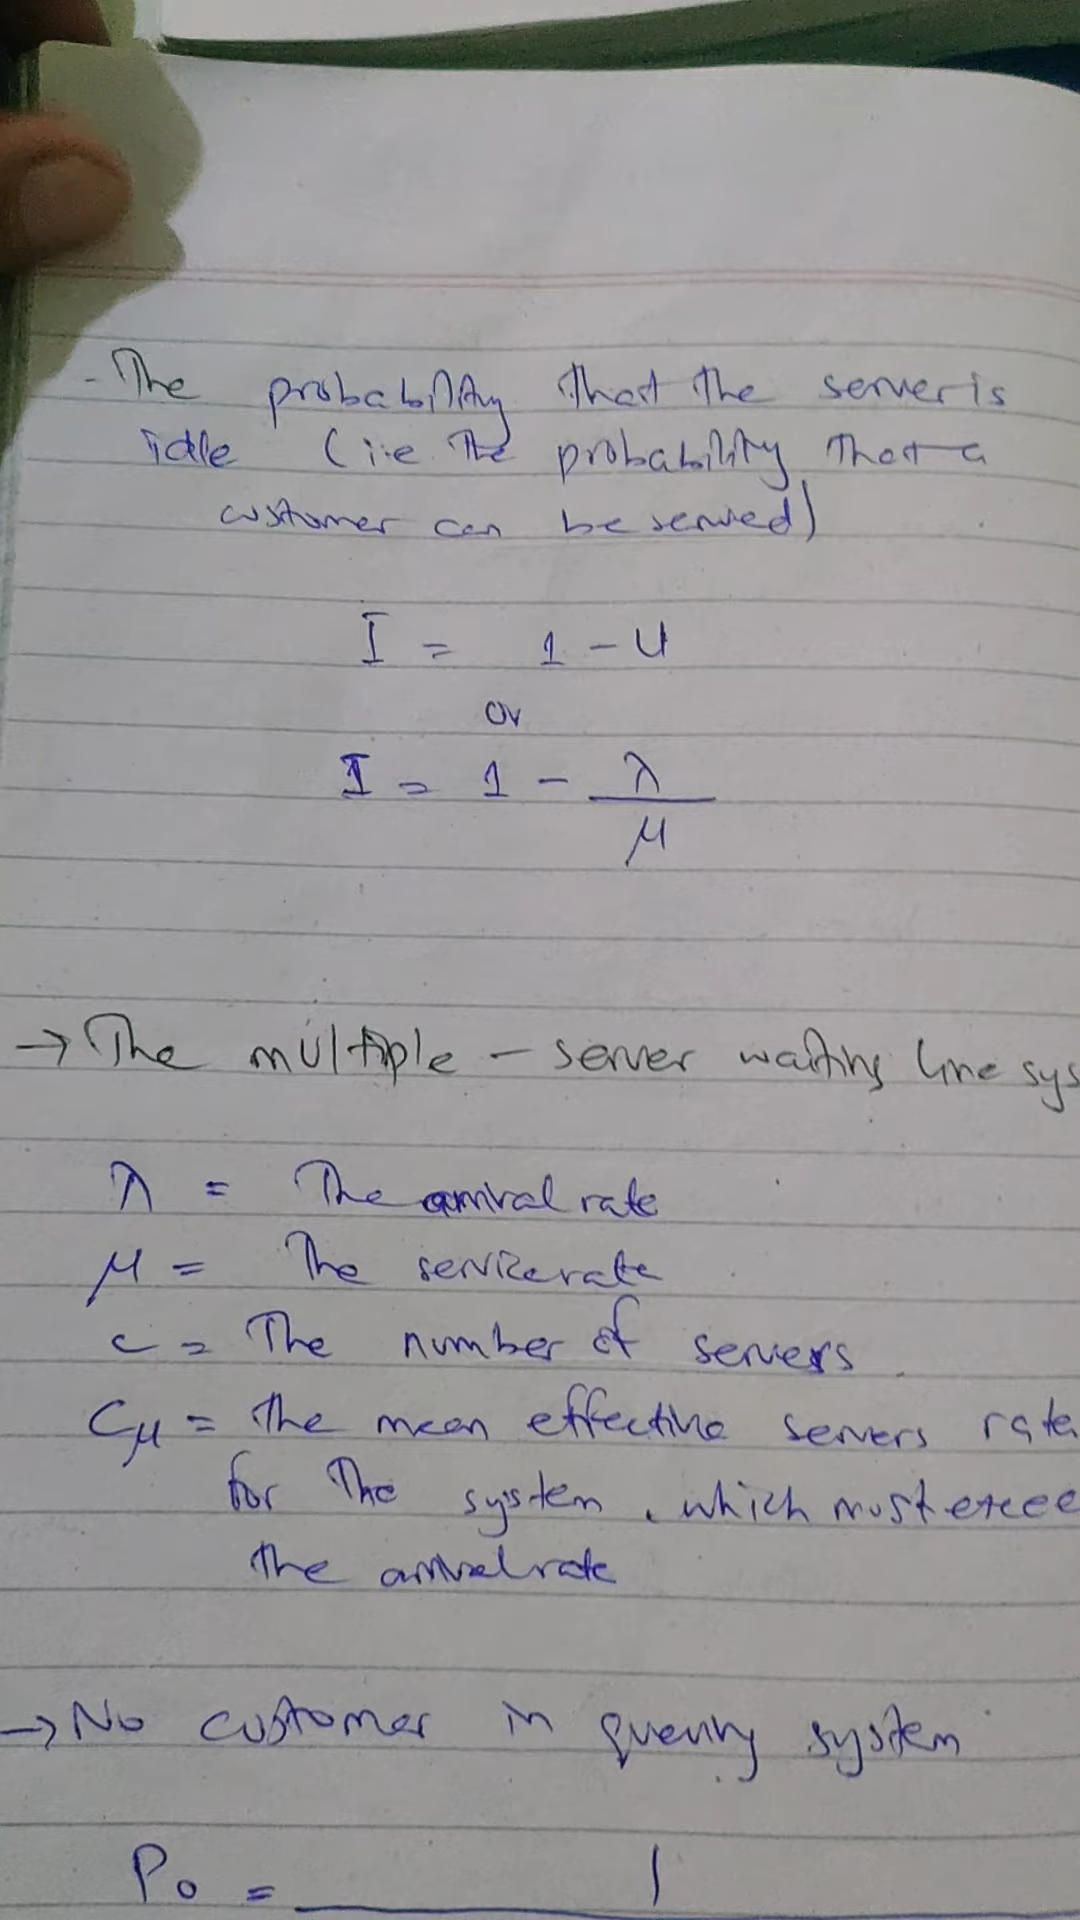 - The probability that the server is
idle (i.e. The probability that a
customer can be served)
I = 1 - U
or
I = 1 - λ
μ
→ The multiple - server waiting line sys
λ = The arrival rate
μ = The service rate
c = The number of servers
Cμ = The mean effective servers rate
for The system, which must excee
the arrival rate
→ No customer in queuing system
P0 = 1